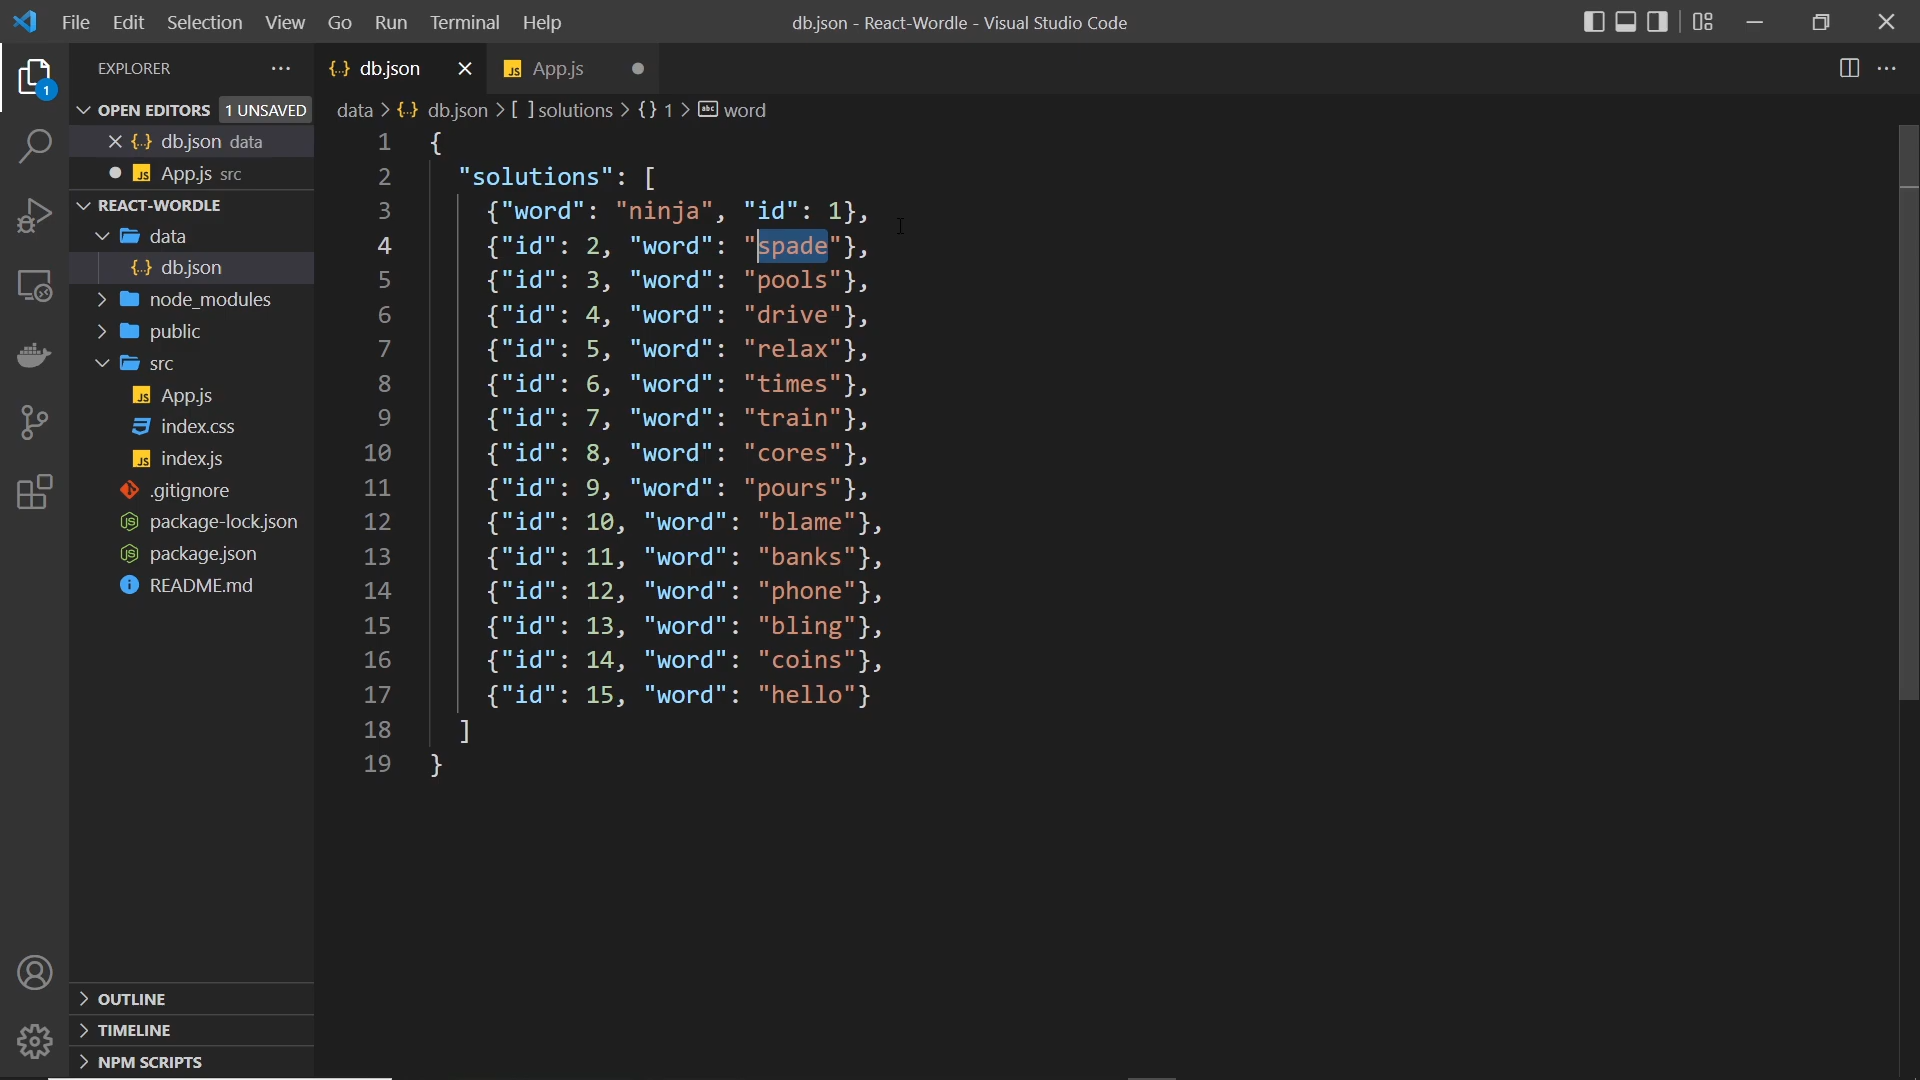 File Edit Selection View Go Run Terminal Help
db.json - React-Wordle - Visual Studio Code
EXPLORER
1
OPEN EDITORS 1 UNSAVED
{..} db.json data
JS App.js src
REACT-WORDLE
data
{..} db.json
node_modules
public
src
JS App.js
index.css
JS index.js
.gitignore
package-lock.json
package.json
README.md
OUTLINE
TIMELINE
NPM SCRIPTS
{..} db.json
JS App.js
data > {..} db.json > [ ] solutions > {} 1 > abc word
1 {
2 "solutions": [
3 {"word": "ninja", "id": 1},
4 {"id": 2, "word": "spade"},
5 {"id": 3, "word": "pools"},
6 {"id": 4, "word": "drive"},
7 {"id": 5, "word": "relax"},
8 {"id": 6, "word": "times"},
9 {"id": 7, "word": "train"},
10 {"id": 8, "word": "cores"},
11 {"id": 9, "word": "pours"},
12 {"id": 10, "word": "blame"},
13 {"id": 11, "word": "banks"},
14 {"id": 12, "word": "phone"},
15 {"id": 13, "word": "bling"},
16 {"id": 14, "word": "coins"},
17 {"id": 15, "word": "hello"}
18 ]
19 }